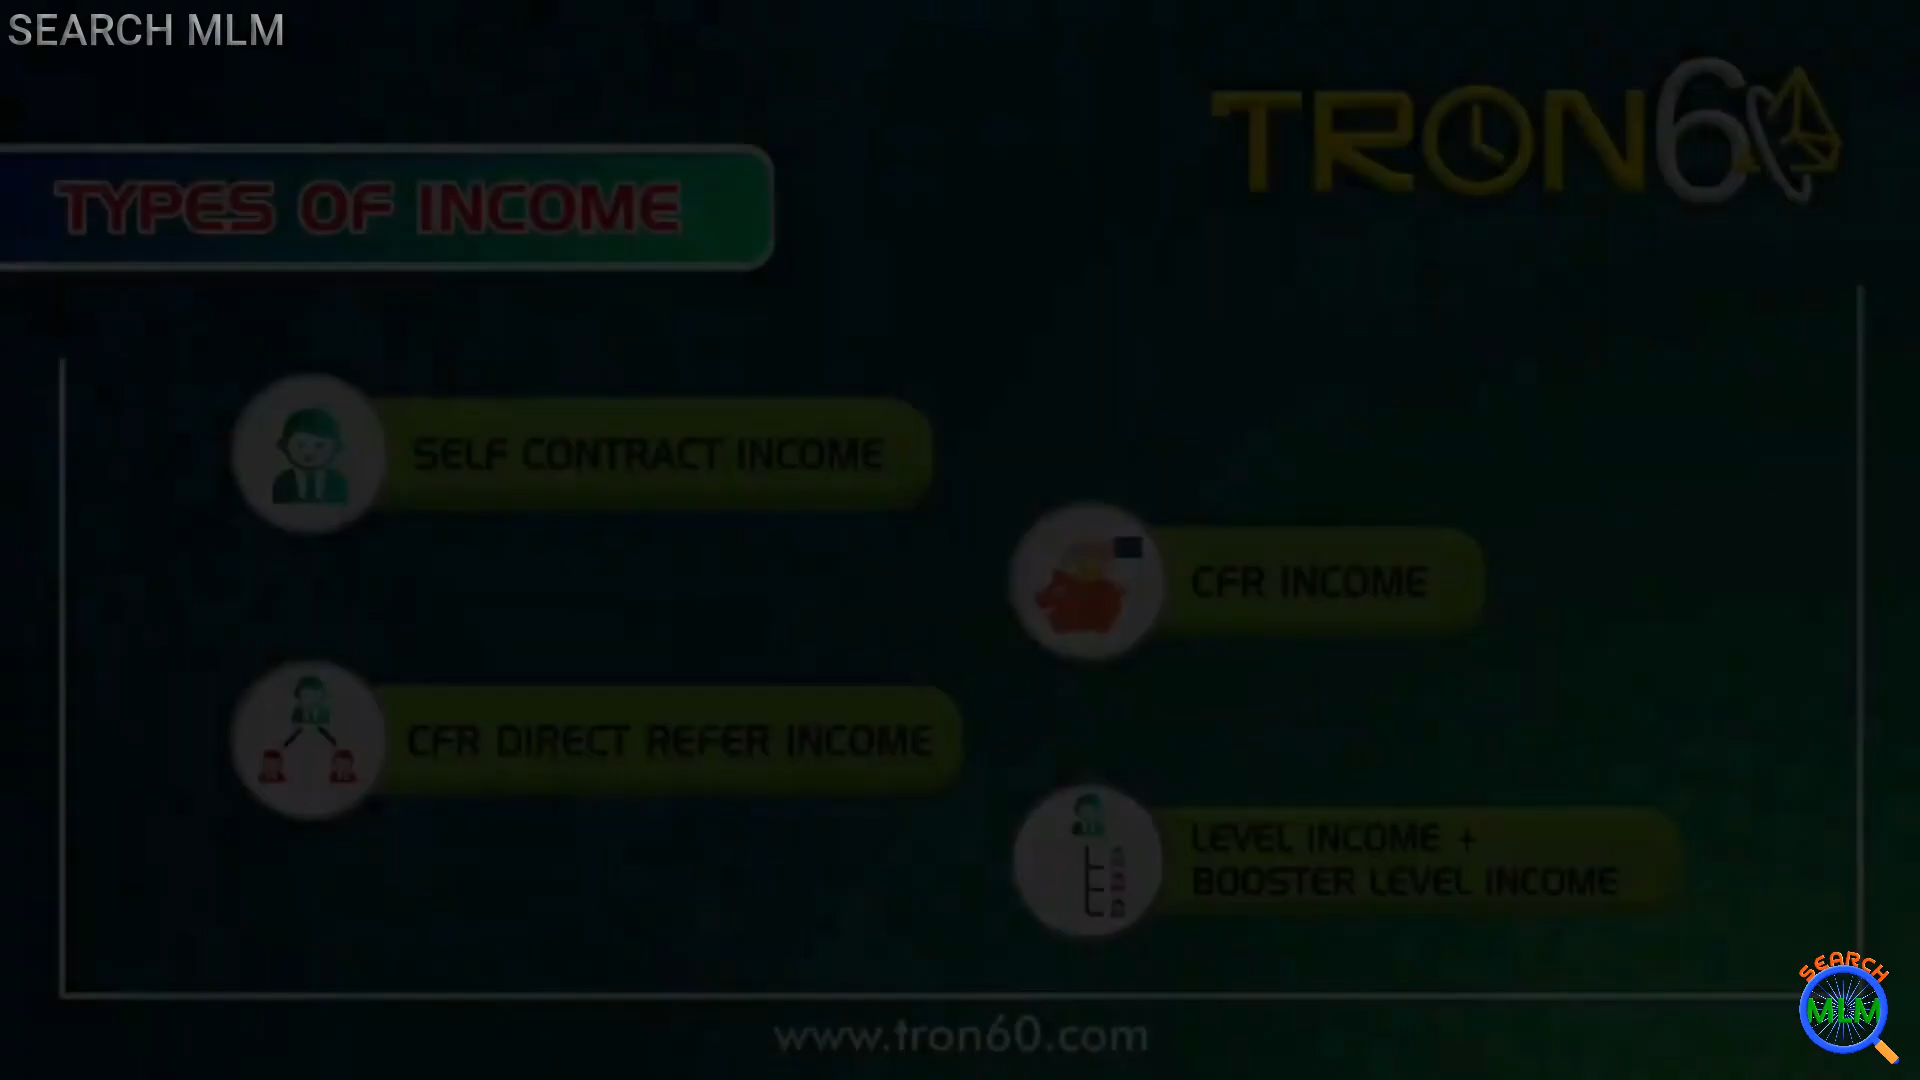 SEARCH MLM
TRON60
TYPES OF INCOME
SELF CONTRACT INCOME
CFR INCOME
CFR DIRECT REFER INCOME
LEVEL INCOME +
BOOSTER LEVEL INCOME
www.tron60.com
SEARCH
MLM